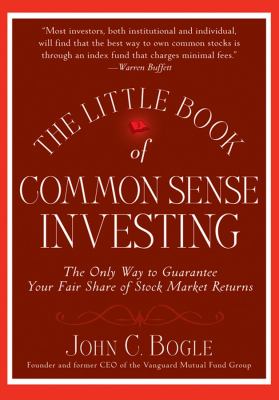 "Most investors, both institutional and individual,
will find that the best way to own common stocks is
through an index fund that charges minimal fees."
—Warren Buffett
THE LITTLE BOOK
of
COMMON SENSE
INVESTING
The Only Way to Guarantee
Your Fair Share of Stock Market Returns
JOHN C. BOGLE
Founder and former CEO of the Vanguard Mutual Fund Group